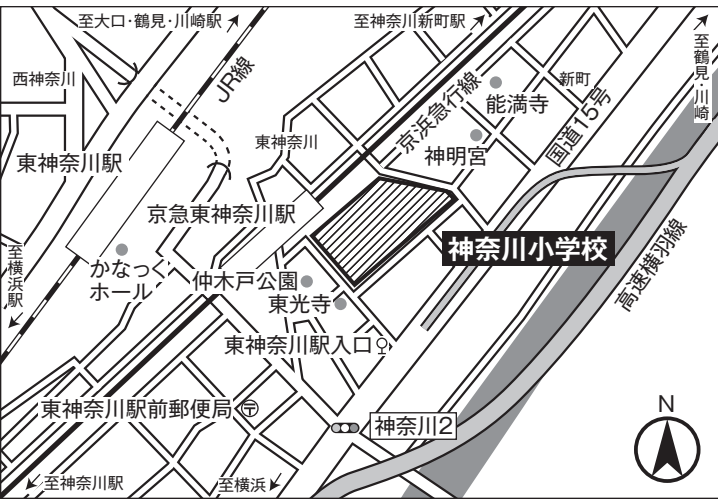 至大口・鶴見・川崎駅
至神奈川新町駅
至鶴見・川崎
西神奈川
JR線
京浜急行線
能満寺
新町
国道15号
東神奈川
神明宮
東神奈川駅
京急東神奈川駅
神奈川小学校
至横浜駅
かなっく
ホール
仲木戸公園
東光寺
高速横羽線
東神奈川駅入口
東神奈川駅前郵便局
神奈川2
N
至神奈川駅
至横浜